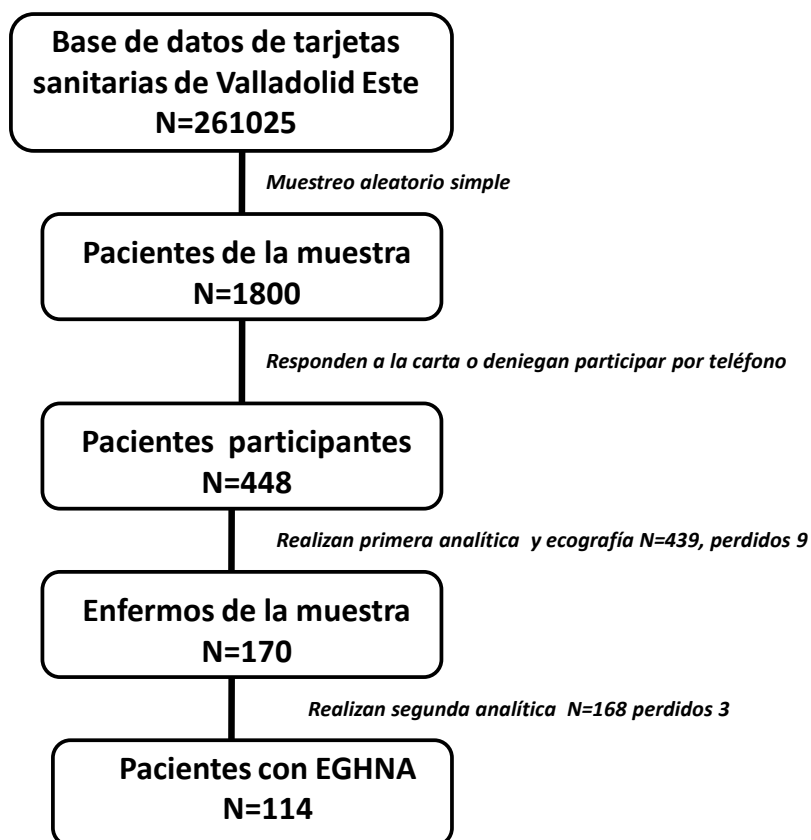 Base de datos de tarjetas
sanitarias de Valladolid Este
N=261025
Muestreo aleatorio simple
Pacientes de la muestra
N=1800
Responden a la carta o deniegan participar por teléfono
Pacientes participantes
N=448
Realizan primera analítica y ecografía N=439, perdidos 9
Enfermos de la muestra
N=170
Realizan segunda analítica N=168 perdidos 3
Pacientes con EGHNA
N=114